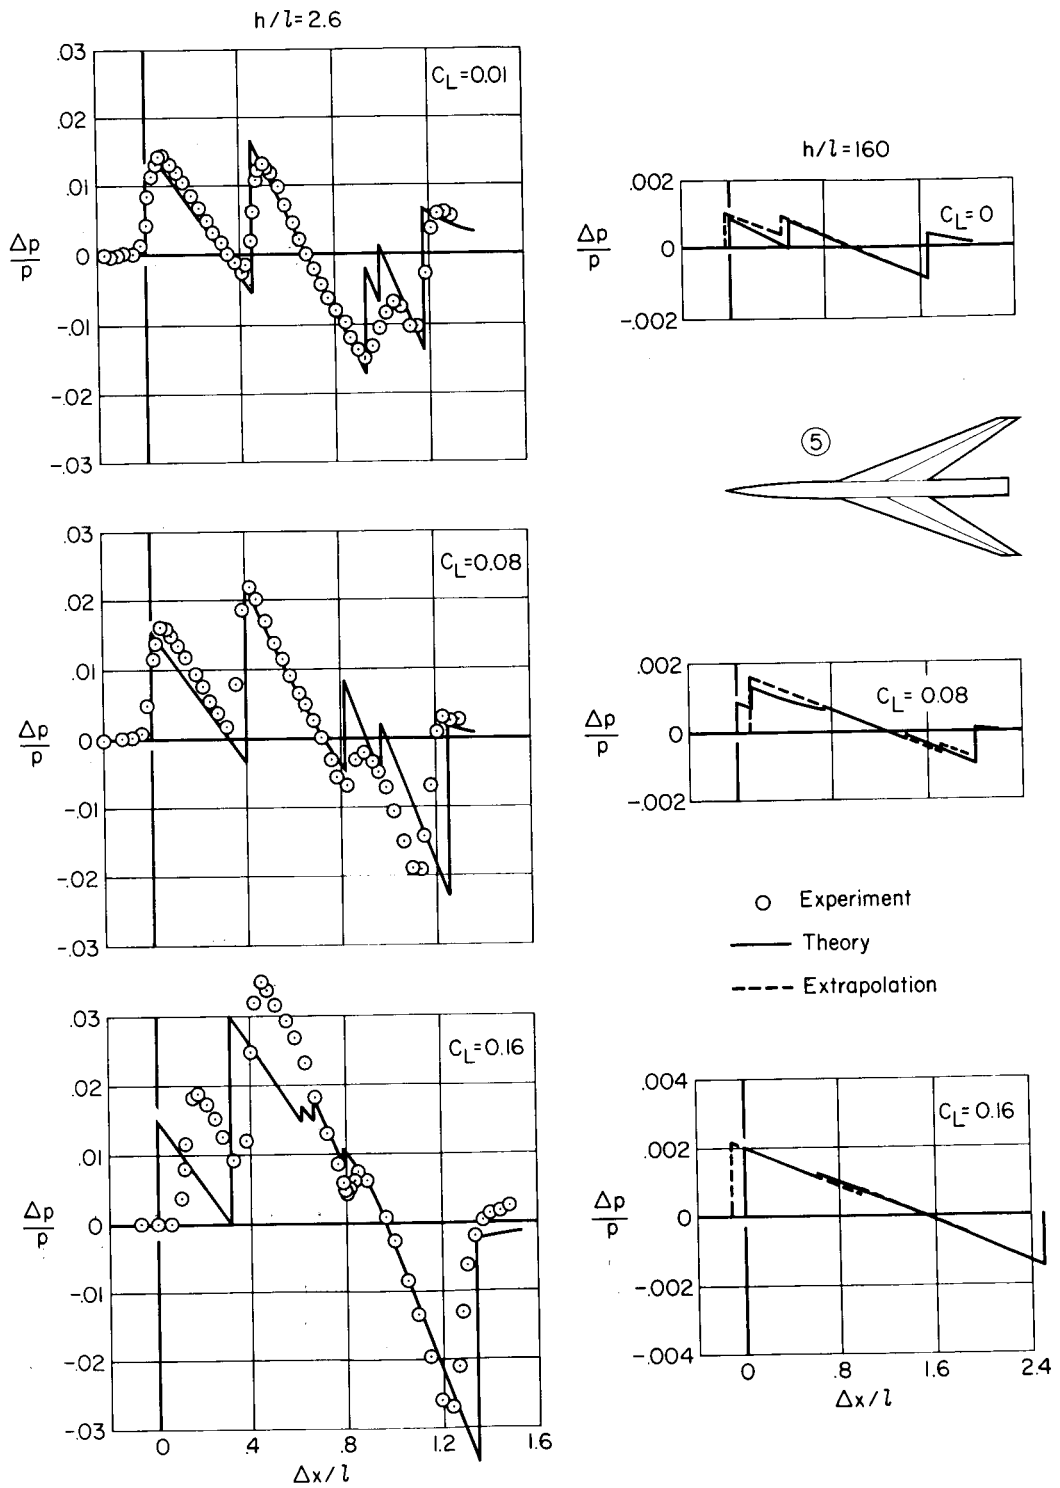 h/l=2.6
.03
.02
.01
0
-.01
-.02
-.03
Δp/p
C_L=0.01
h/l=160
.002
0
-.002
Δp/p
C_L=0
5
.03
.02
.01
0
-.01
-.02
-.03
Δp/p
C_L=0.08
.002
0
-.002
Δp/p
C_L=0.08
Experiment
Theory
Extrapolation
.03
.02
.01
0
-.01
-.02
-.03
Δp/p
C_L=0.16
0 .4 .8 1.2 1.6
Δx/l
.004
.002
0
-.002
-.004
Δp/p
C_L=0.16
0 .8 1.6 2.4
Δx/l